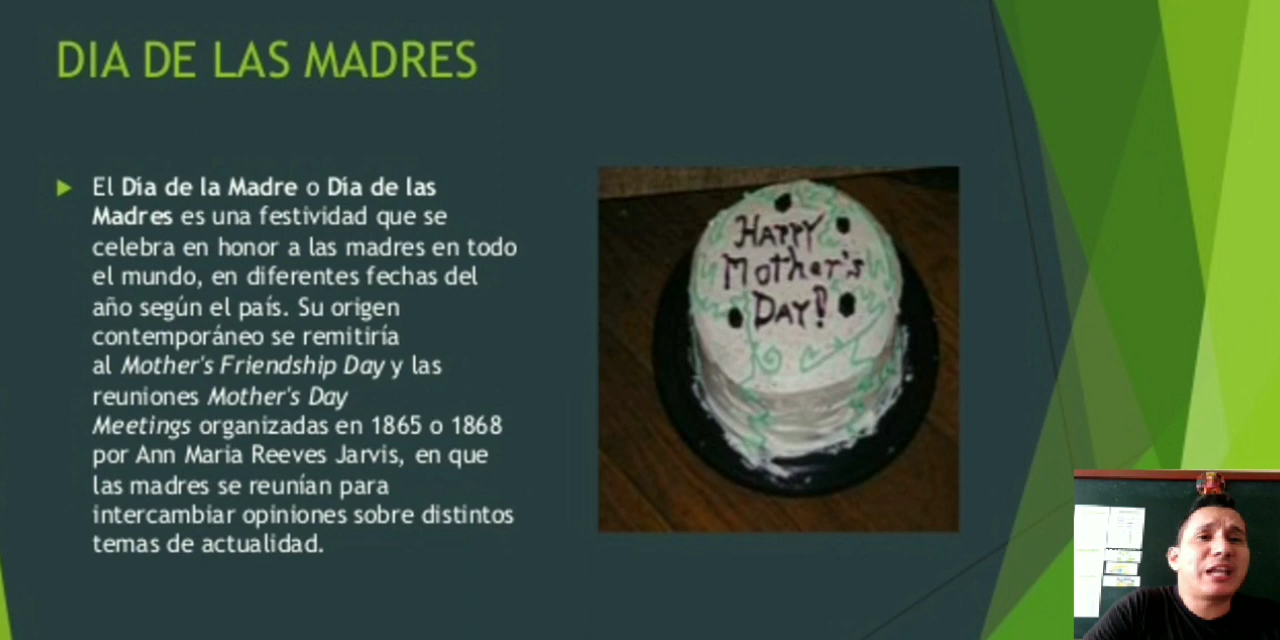 DIA DE LAS MADRES
El Día de la Madre o Día de las
Madres es una festividad que se
celebra en honor a las madres en todo
el mundo, en diferentes fechas del
año según el país. Su origen
contemporáneo se remitiría
al Mother's Friendship Day y las
reuniones Mother's Day
Meetings organizadas en 1865 o 1868
por Ann Maria Reeves Jarvis, en que
las madres se reunían para
intercambiar opiniones sobre distintos
temas de actualidad.
HAPPY
Mother's
DAY!